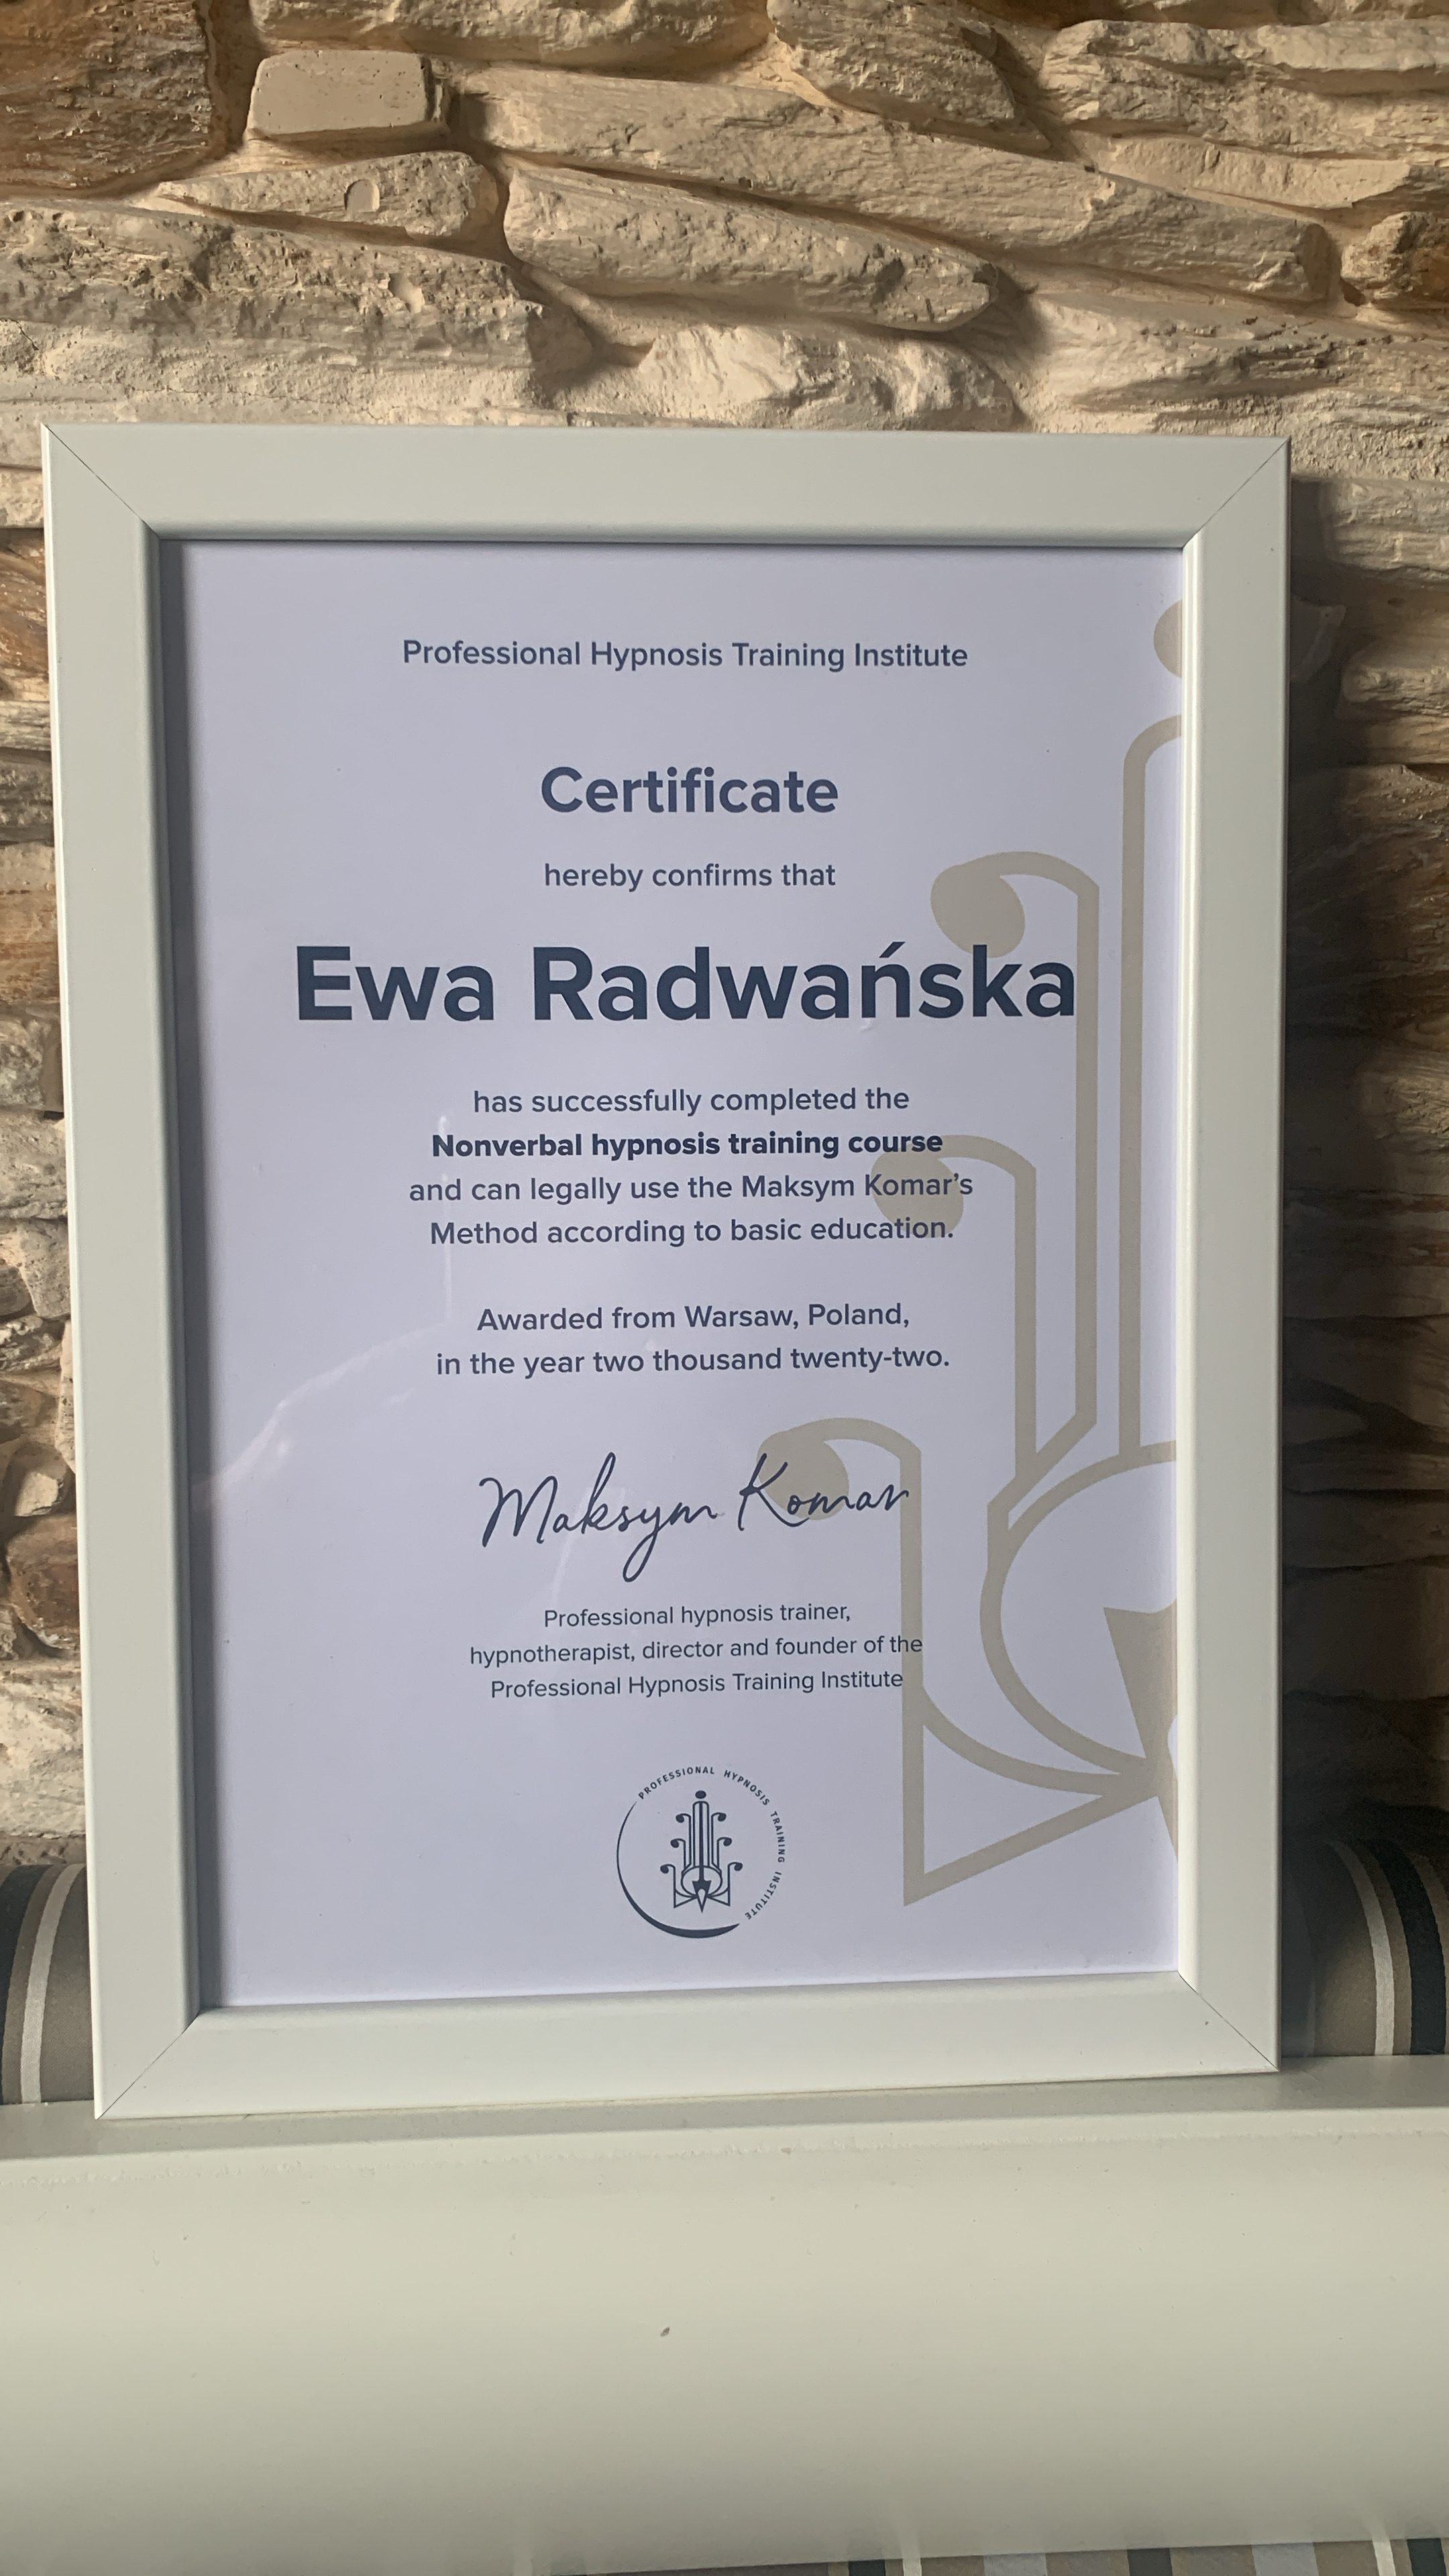 Professional Hypnosis Training Institute
Certificate
hereby confirms that
Ewa Radwańska
has successfully completed the
Nonverbal hypnosis training course
and can legally use the Maksym Komar’s
Method according to basic education.
Awarded from Warsaw, Poland,
in the year two thousand twenty-two.
Maksym Komar
Professional hypnosis trainer,
hypnotherapist, director and founder of the
Professional Hypnosis Training Institute
PROFESSIONAL HYPNOSIS TRAINING INSTITUTE